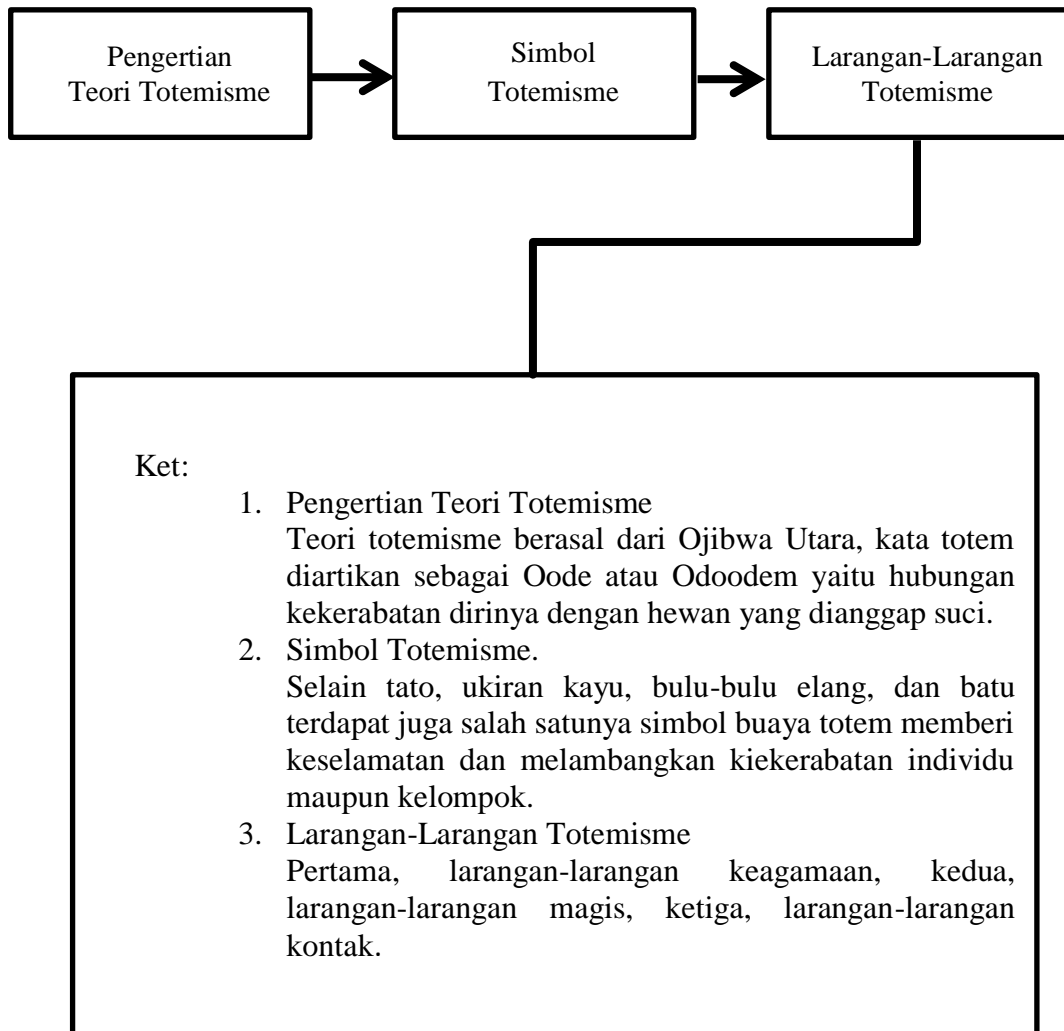 Pengertian
Teori Totemisme
Simbol
Totemisme
Larangan-Larangan
Totemisme
Ket:
1. Pengertian Teori Totemisme
Teori totemisme berasal dari Ojibwa Utara, kata totem
diartikan sebagai Oode atau Odoodem yaitu hubungan
kekerabatan dirinya dengan hewan yang dianggap suci.
2. Simbol Totemisme.
Selain tato, ukiran kayu, bulu-bulu elang, dan batu
terdapat juga salah satunya simbol buaya totem memberi
keselamatan dan melambangkan kiekerabatan individu
maupun kelompok.
3. Larangan-Larangan Totemisme
Pertama, larangan-larangan keagamaan, kedua,
larangan-larangan magis, ketiga, larangan-larangan
kontak.